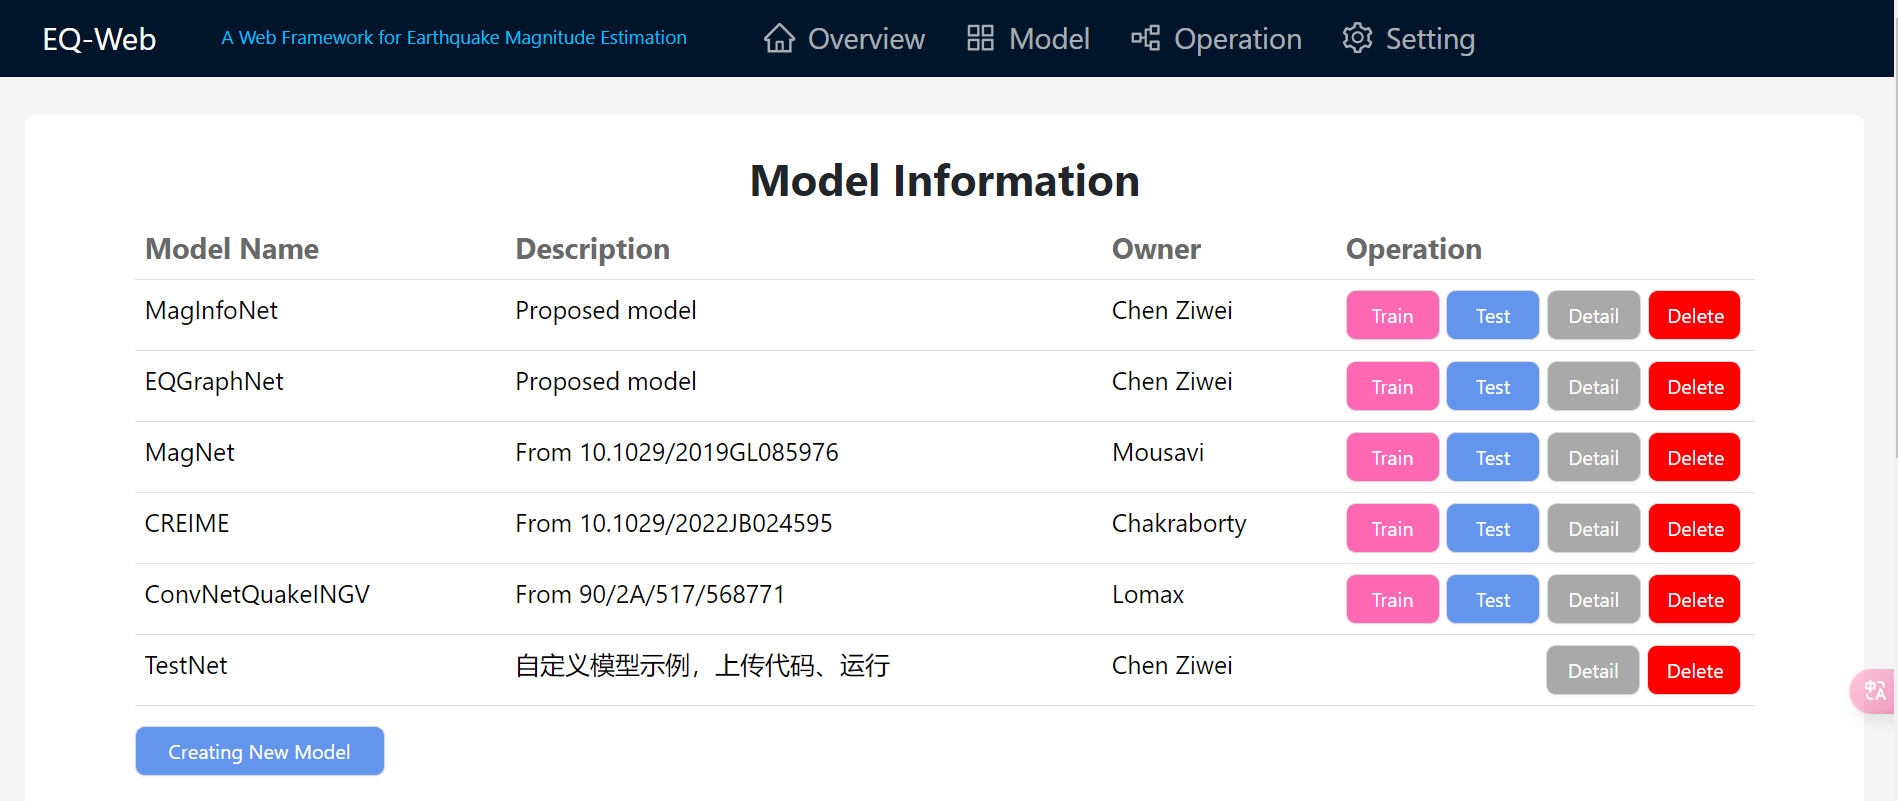 EQ-Web A Web Framework for Earthquake Magnitude Estimation Overview Model Operation Setting
Model Information
Model Name Description Owner Operation
MagInfoNet Proposed model Chen Ziwei Train Test Detail Delete
EQGraphNet Proposed model Chen Ziwei Train Test Detail Delete
MagNet From 10.1029/2019GL085976 Mousavi Train Test Detail Delete
CREIME From 10.1029/2022JB024595 Chakraborty Train Test Detail Delete
ConvNetQuakeINGV From 90/2A/517/568771 Lomax Train Test Detail Delete
TestNet 自定义模型示例，上传代码、运行 Chen Ziwei Detail Delete
中 A
Creating New Model